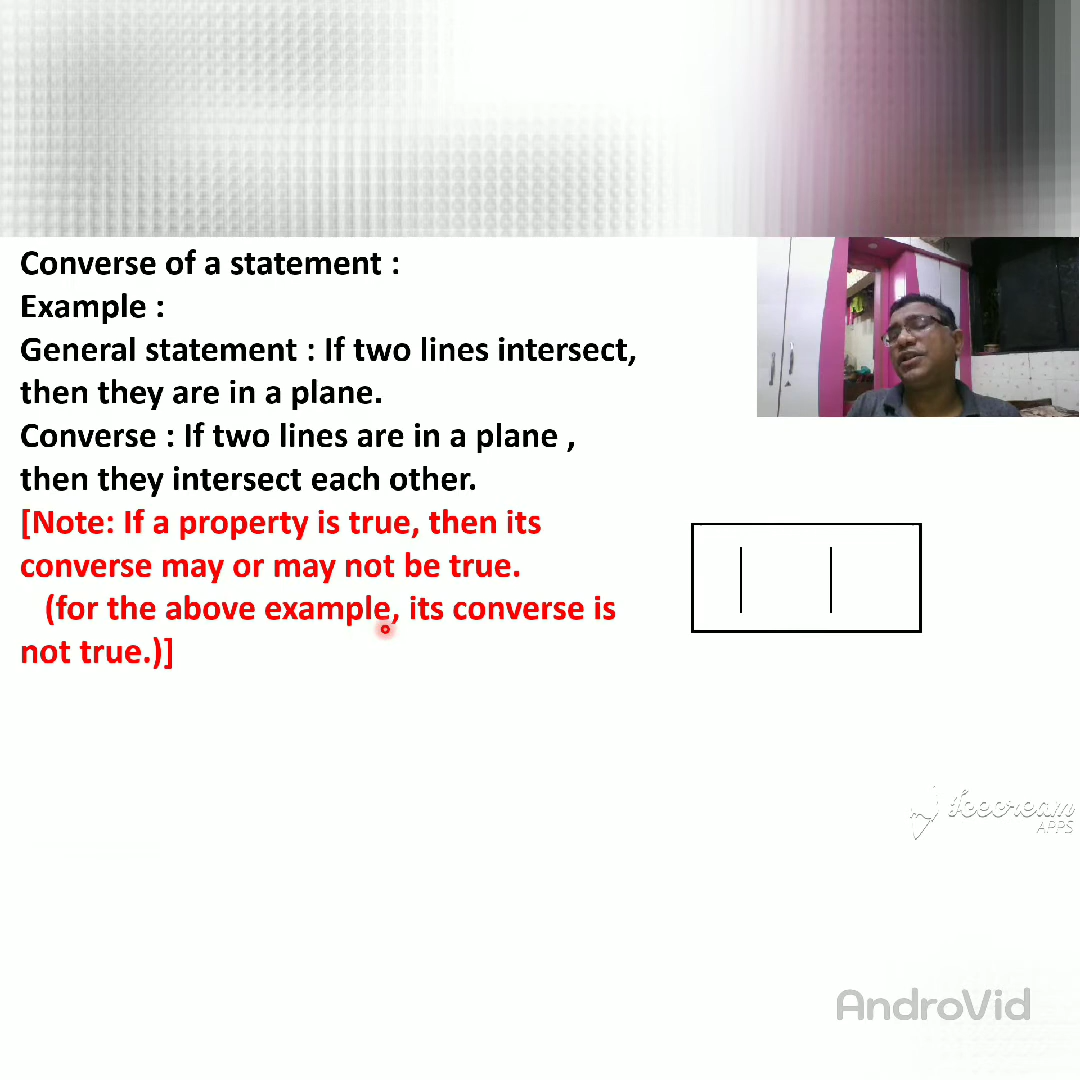 Converse of a statement :
Example :
General statement : If two lines intersect,
then they are in a plane.
Converse : If two lines are in a plane ,
then they intersect each other.
[Note: If a property is true, then its
converse may or may not be true.
(for the above example, its converse is
not true.)]
Icecream
APPS
AndroVid